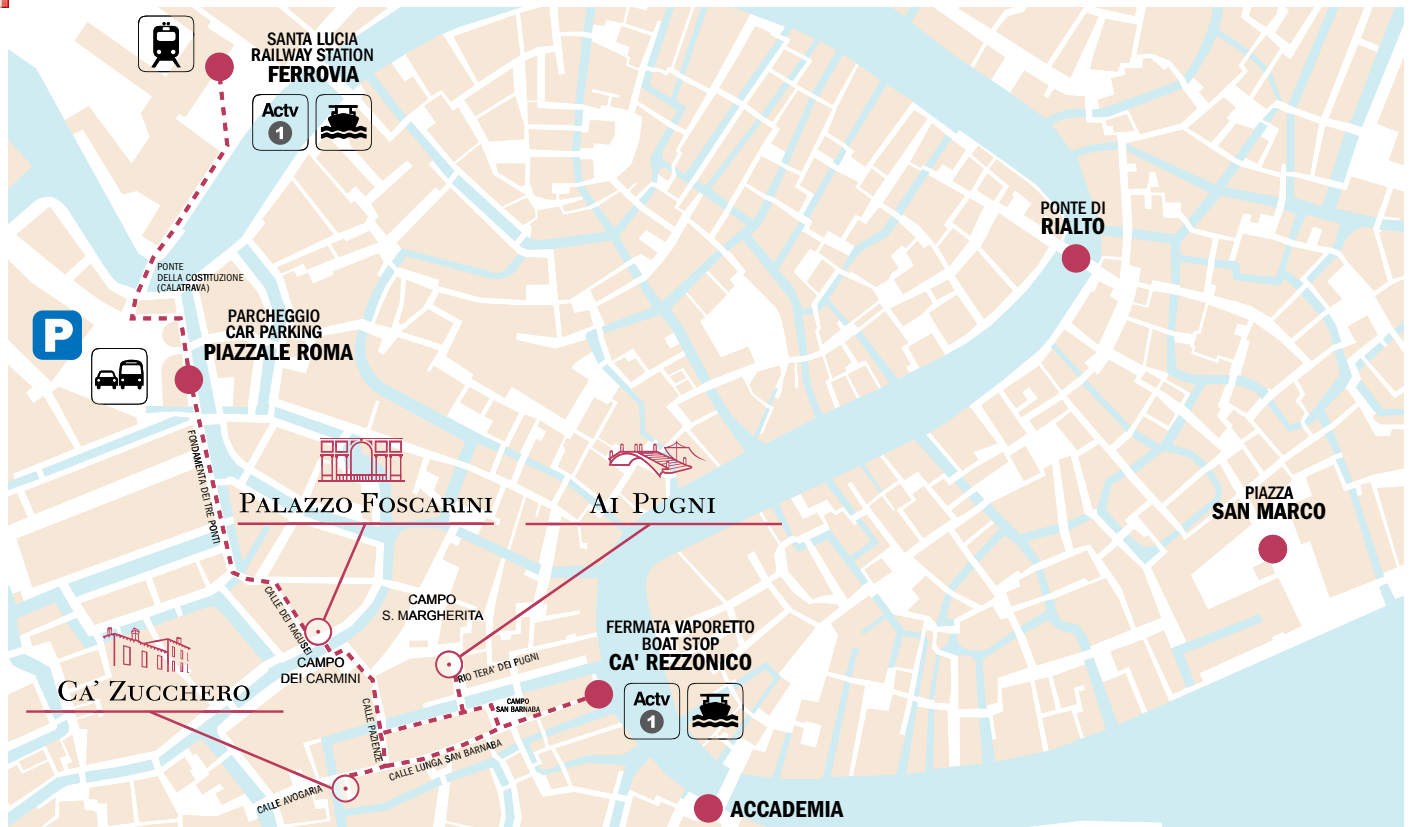 SANTA LUCIA
RAILWAY STATION
FERROVIA
Actv
1
PONTE DI
RIALTO
PONTE
DELLA COSTITUZIONE
(CALATRAVA)
P
PARCHEGGIO
CAR PARKING
PIAZZALE ROMA
FONDAMENTA DEI TRE PONTI
PALAZZO FOSCARINI
AI PUGNI
PIAZZA
SAN MARCO
CALLE DEI RAGUSEI
CAMPO
S. MARGHERITA
CAMPO
DEI CARMINI
RIO TERA' DEI PUGNI
FERMATA VAPORETTO
BOAT STOP
CA' REZZONICO
Actv
1
CA' ZUCCHERO
CALLE PAZIENZE
CAMPO
SAN BARNABA
CALLE LUNGA SAN BARNABA
CALLE AVOGARIA
ACCADEMIA